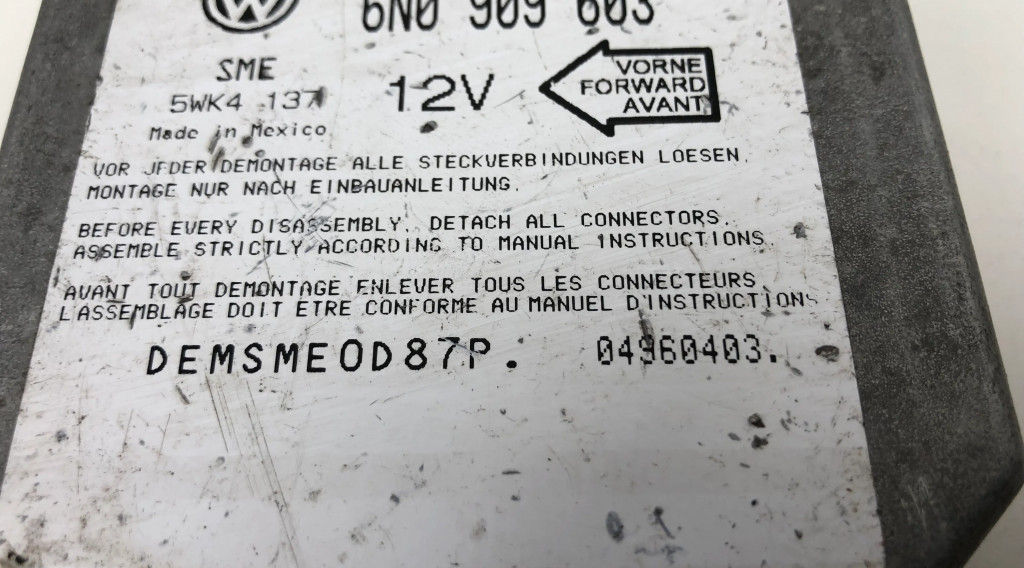 6N0 909 603
SME
5WK4 137
Made in Mexico
12V
VORNE
FORWARD
AVANT
VOR JEDER DEMONTAGE ALLE STECKVERBINDUNGEN LOESEN.
MONTAGE NUR NACH EINBAUANLEITUNG.
BEFORE EVERY DISASSEMBLY, DETACH ALL CONNECTORS.
ASSEMBLE STRICTLY ACCORDING TO MANUAL INSTRUCTIONS.
AVANT TOUT DEMONTAGE ENLEVER TOUS LES CONNECTEURS.
L'ASSEMBLAGE DOIT ETRE CONFORME AU MANUEL D'INSTRUCTIONS
DEMSMEOD87P. 04960403.